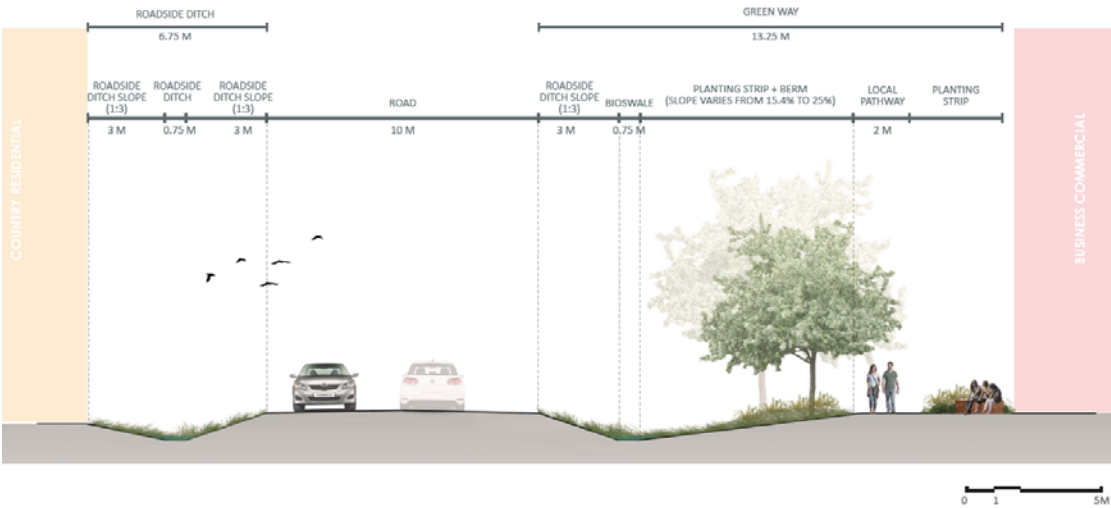 ROADSIDE DITCH
6.75 M
GREEN WAY
13.25 M
ROADSIDE
DITCH SLOPE
(1:3)
3 M
ROADSIDE
DITCH
0.75 M
ROADSIDE
DITCH SLOPE
(1:3)
3 M
ROAD
10 M
ROADSIDE
DITCH SLOPE
(1:3)
3 M
BIOSWALE
0.75 M
PLANTING STRIP + BERM
(SLOPE VARIES FROM 15.4% TO 25%)
LOCAL
PATHWAY
2 M
PLANTING
STRIP
COUNTRY RESIDENTIAL
BUSINESS COMMERCIAL
0 1 5M